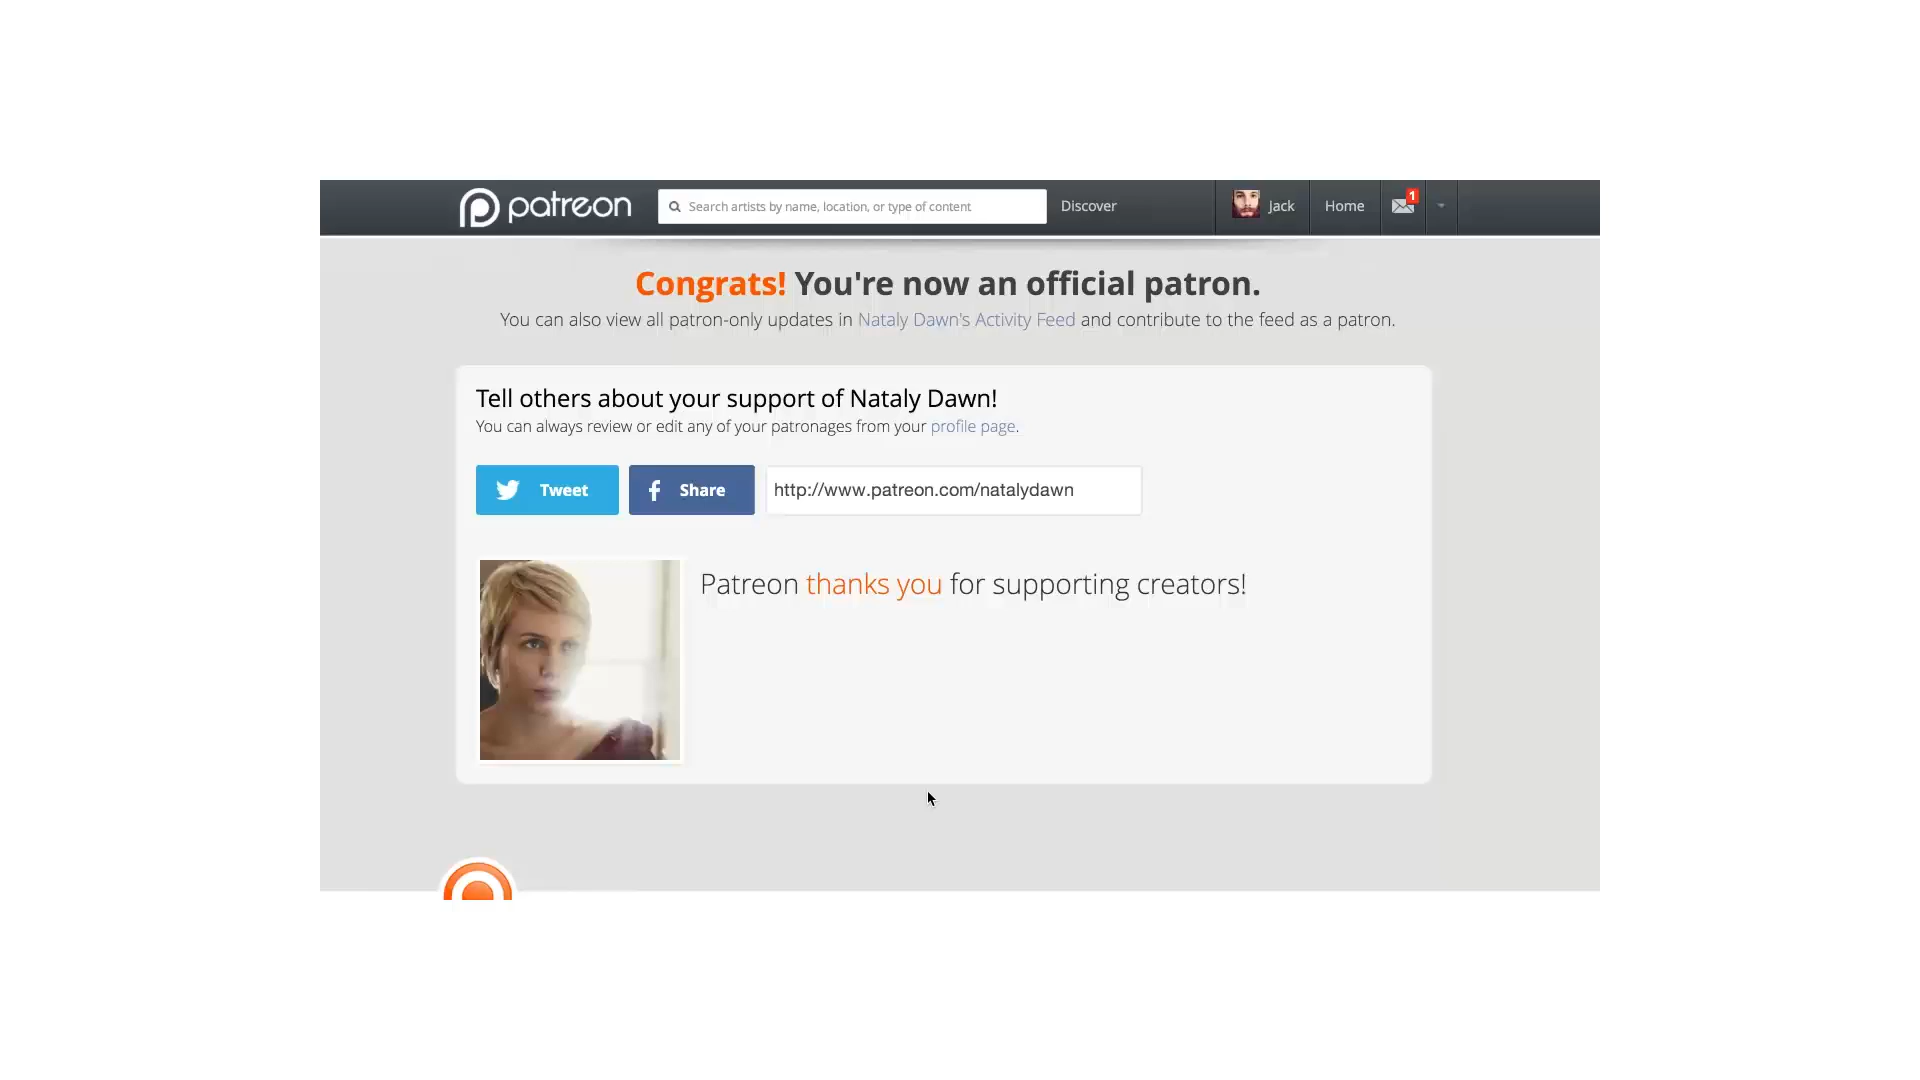 patreon
Search artists by name, location, or type of content
Discover
Jack
Home
1
Congrats! You're now an official patron.
You can also view all patron-only updates in Nataly Dawn's Activity Feed and contribute to the feed as a patron.
Tell others about your support of Nataly Dawn!
You can always review or edit any of your patronages from your profile page.
Tweet
Share
http://www.patreon.com/natalydawn
Patreon thanks you for supporting creators!